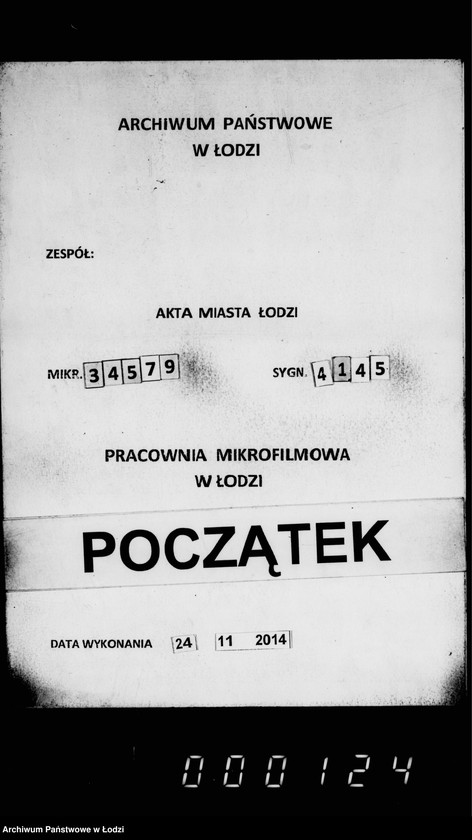 ARCHIWUM PAŃSTWOWE
W ŁODZI
ZESPÓŁ:
AKTA MIASTA ŁODZI
MIKR. 34579 SYGN. 4145
PRACOWNIA MIKROFILMOWA
W ŁODZI
POCZĄTEK
DATA WYKONANIA 24 11 2014
000124
Archiwum Państwowe w Łodzi